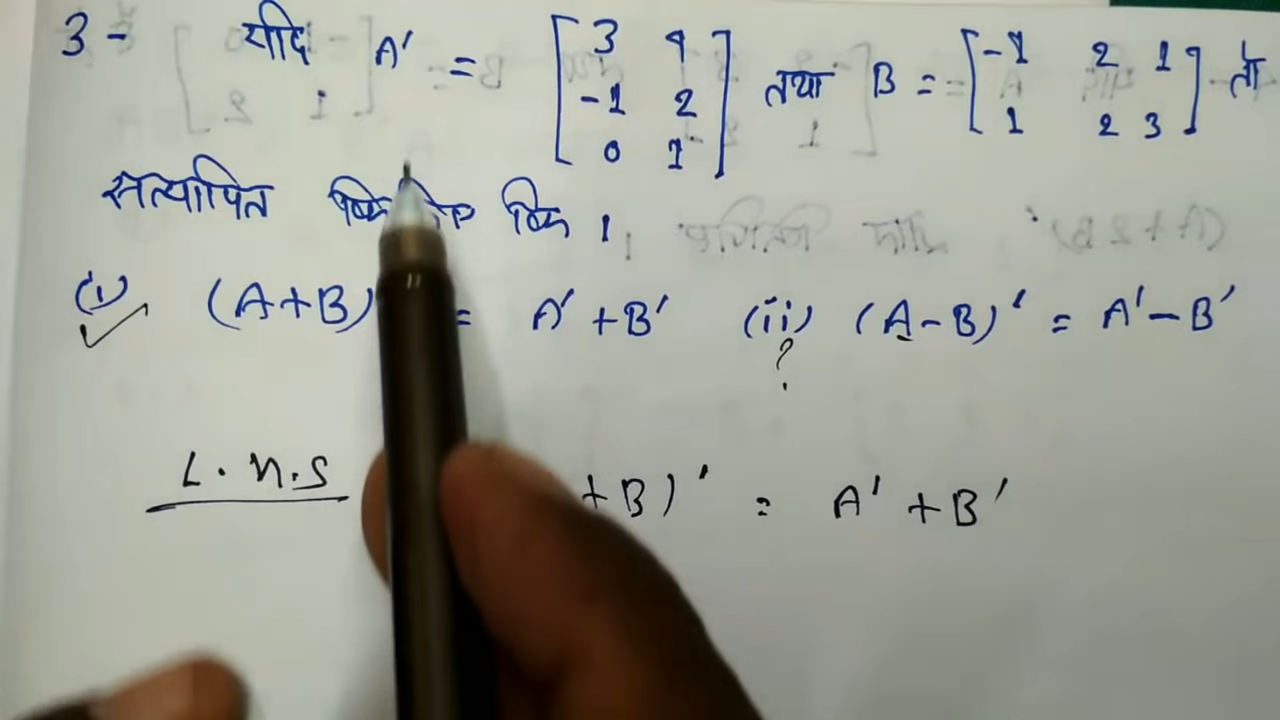 3- यदि A' = [ 3 4 -1 2 0 1 ] तथा B = [ -1 2 1 1 2 3 ] तो
सत्यापित कि ।
(i) (A+B) = A' + B' (ii) (A-B)' = A' - B'
?
L.H.S +B)' = A' + B'